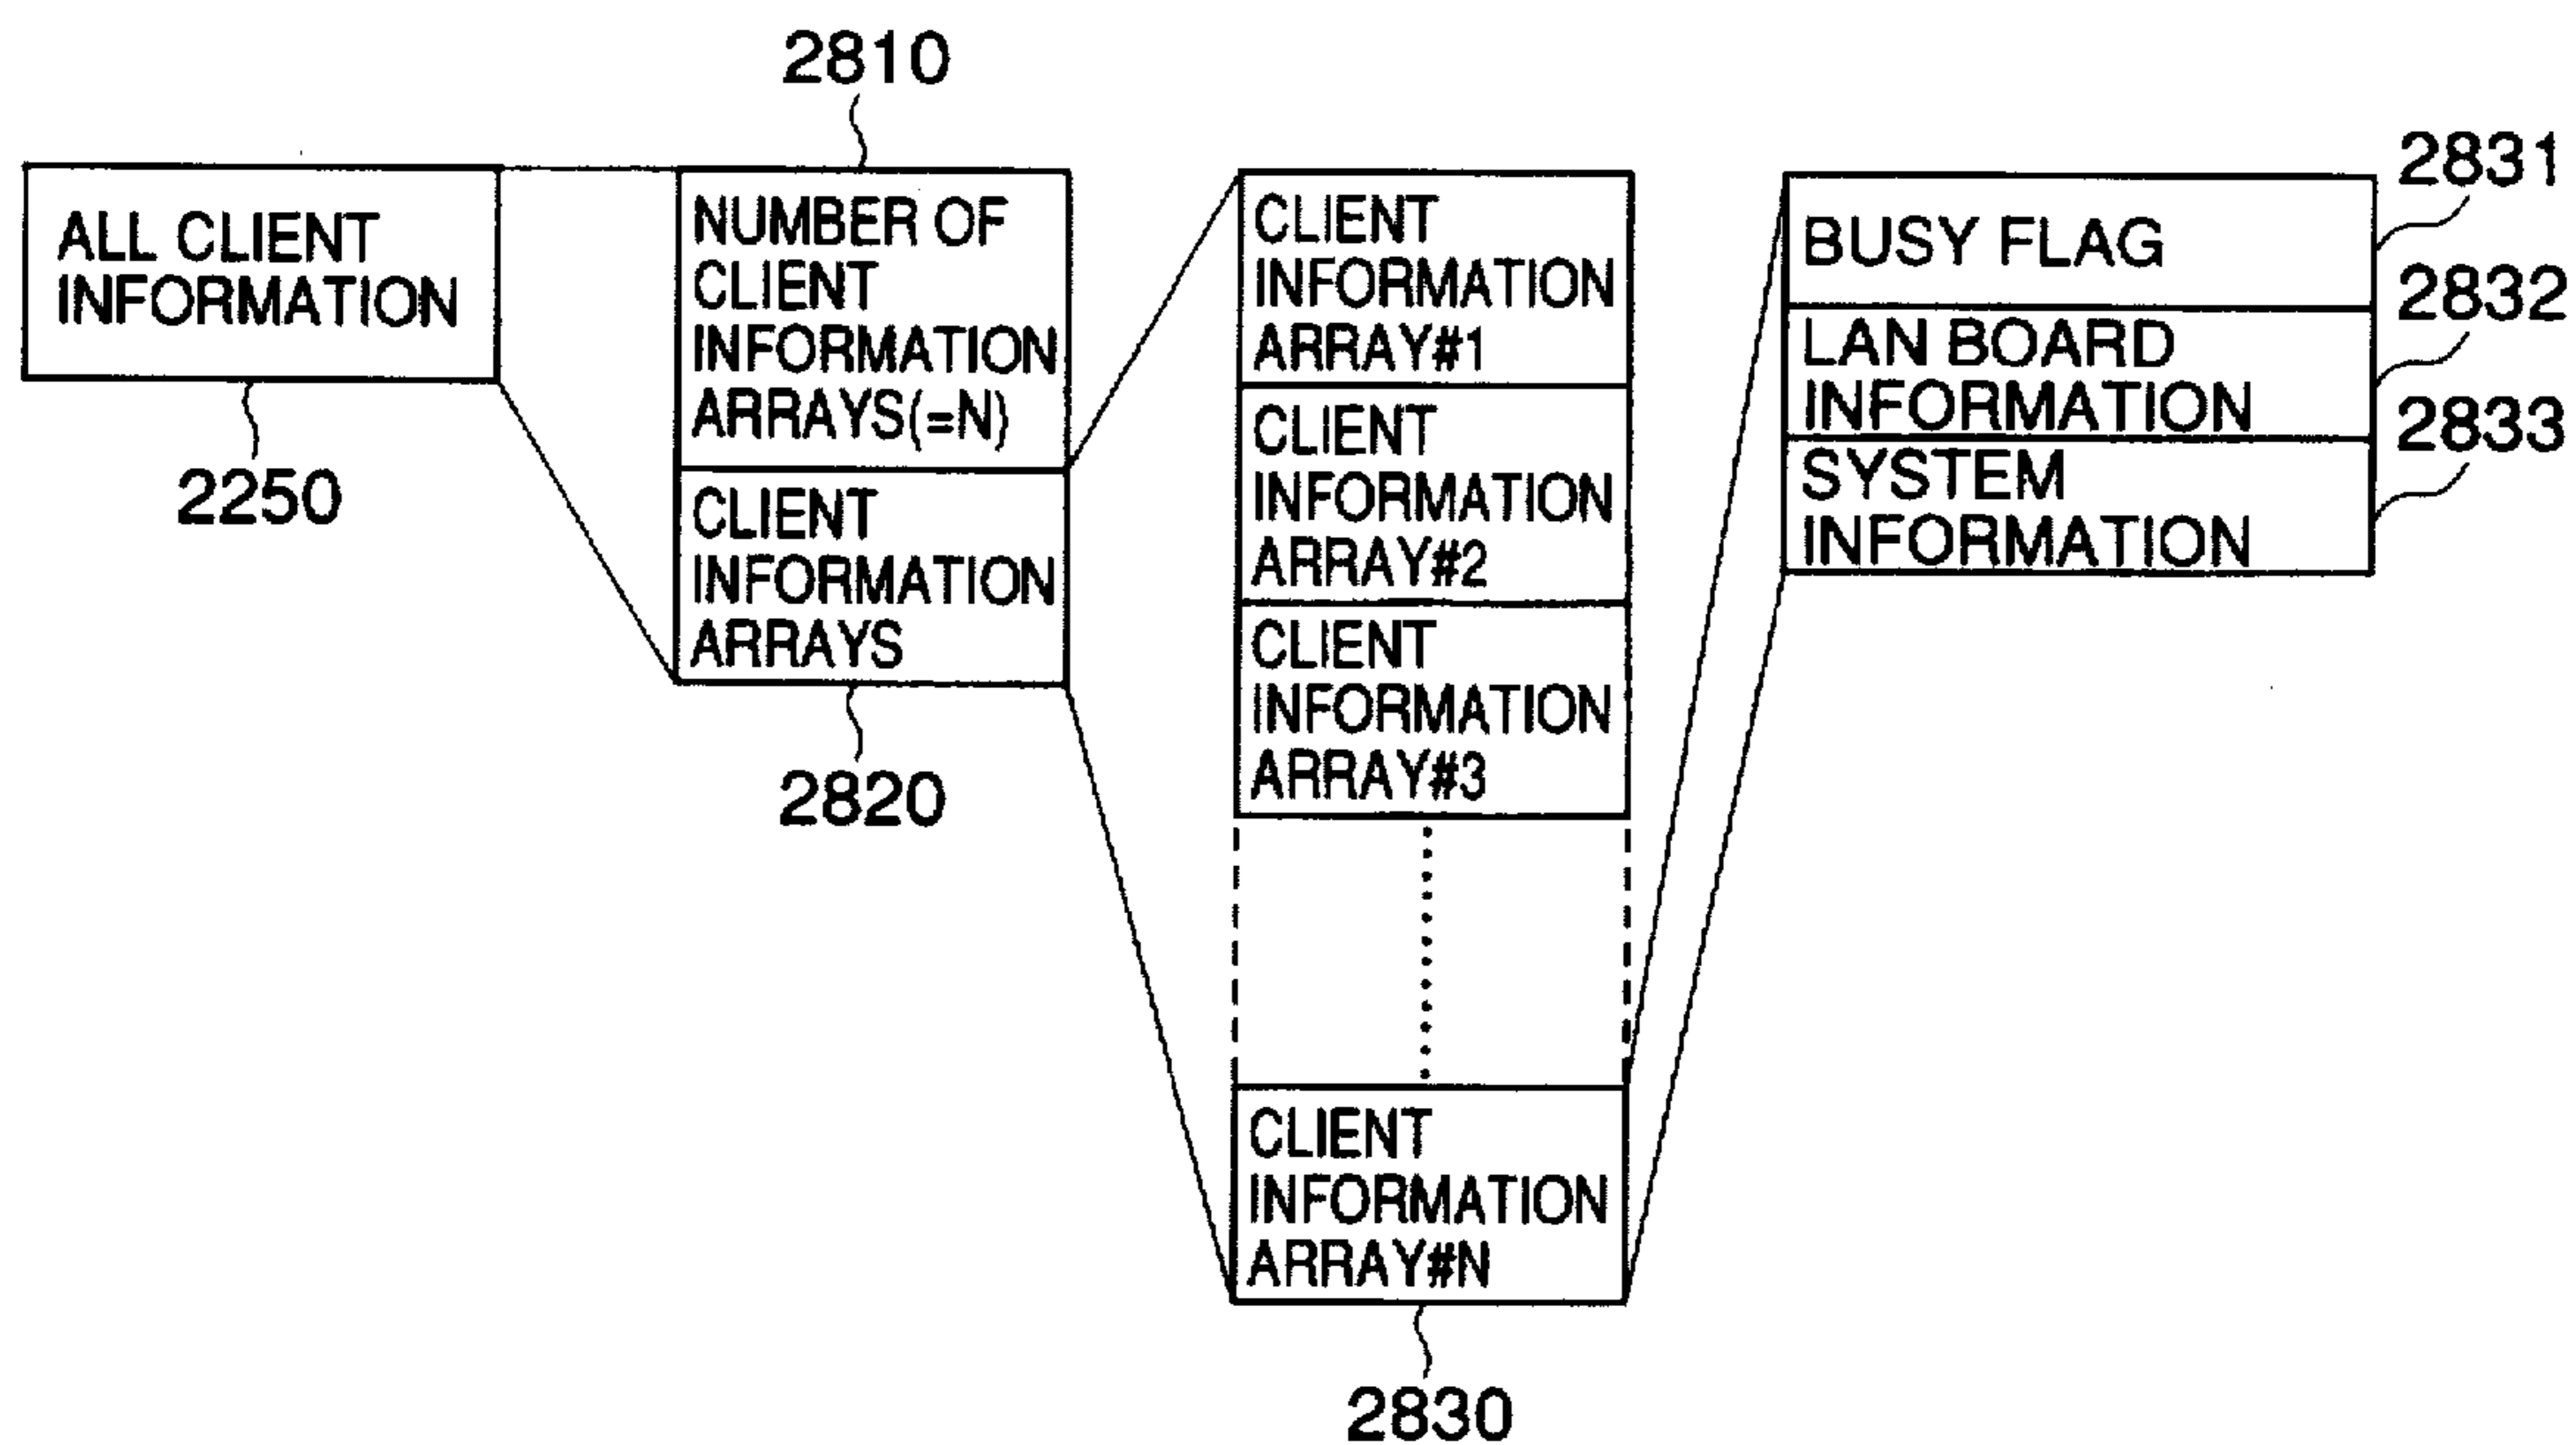 2810
ALL CLIENT
INFORMATION
2250
NUMBER OF
CLIENT
INFORMATION
ARRAYS(=N)
CLIENT
INFORMATION
ARRAYS
2820
CLIENT
INFORMATION
ARRAY#1
CLIENT
INFORMATION
ARRAY#2
CLIENT
INFORMATION
ARRAY#3
CLIENT
INFORMATION
ARRAY#N
2830
BUSY FLAG
2831
LAN BOARD
INFORMATION
2832
SYSTEM
INFORMATION
2833